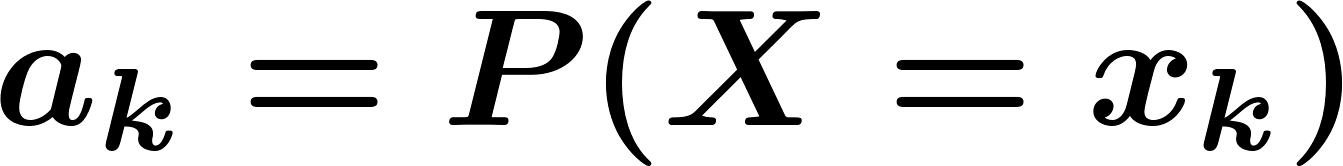 a_k = P(X = x_k)